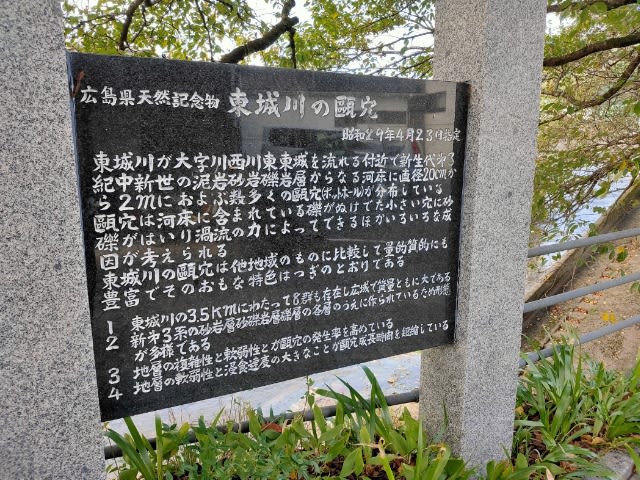 広島県天然記念物 東城川の甌穴
昭和29年4月23日指定
東城川が大字川西川東東城を流れる付近で新生代才3
紀中新世の泥岩砂岩礫岩層からなる河床に直径20cmか
ら2mにおよぶ数多くの甌穴(ポットホール)が分布している
甌穴は河床に含まれている礫がぬけでた小さい穴に砂
礫がはいり渦流の力によってできるほかいろいろな成
因が考えられる
東城川の甌穴は他地域のものに比較して量的質的にも
豊富でそのおもな特色はつぎのとおりである
1 東城川の3.5Kmにわたって8群も存在し広域で質量ともに大である
2 新才3系の砂岩層砂礫岩層礫層の各層のうえに作られているため形態
が多様である
3 地層の複雑性と軟弱性とが甌穴の発生率を高めている
4 地層の軟弱性と浸食速度の大きなことが甌穴成長時間を短縮している